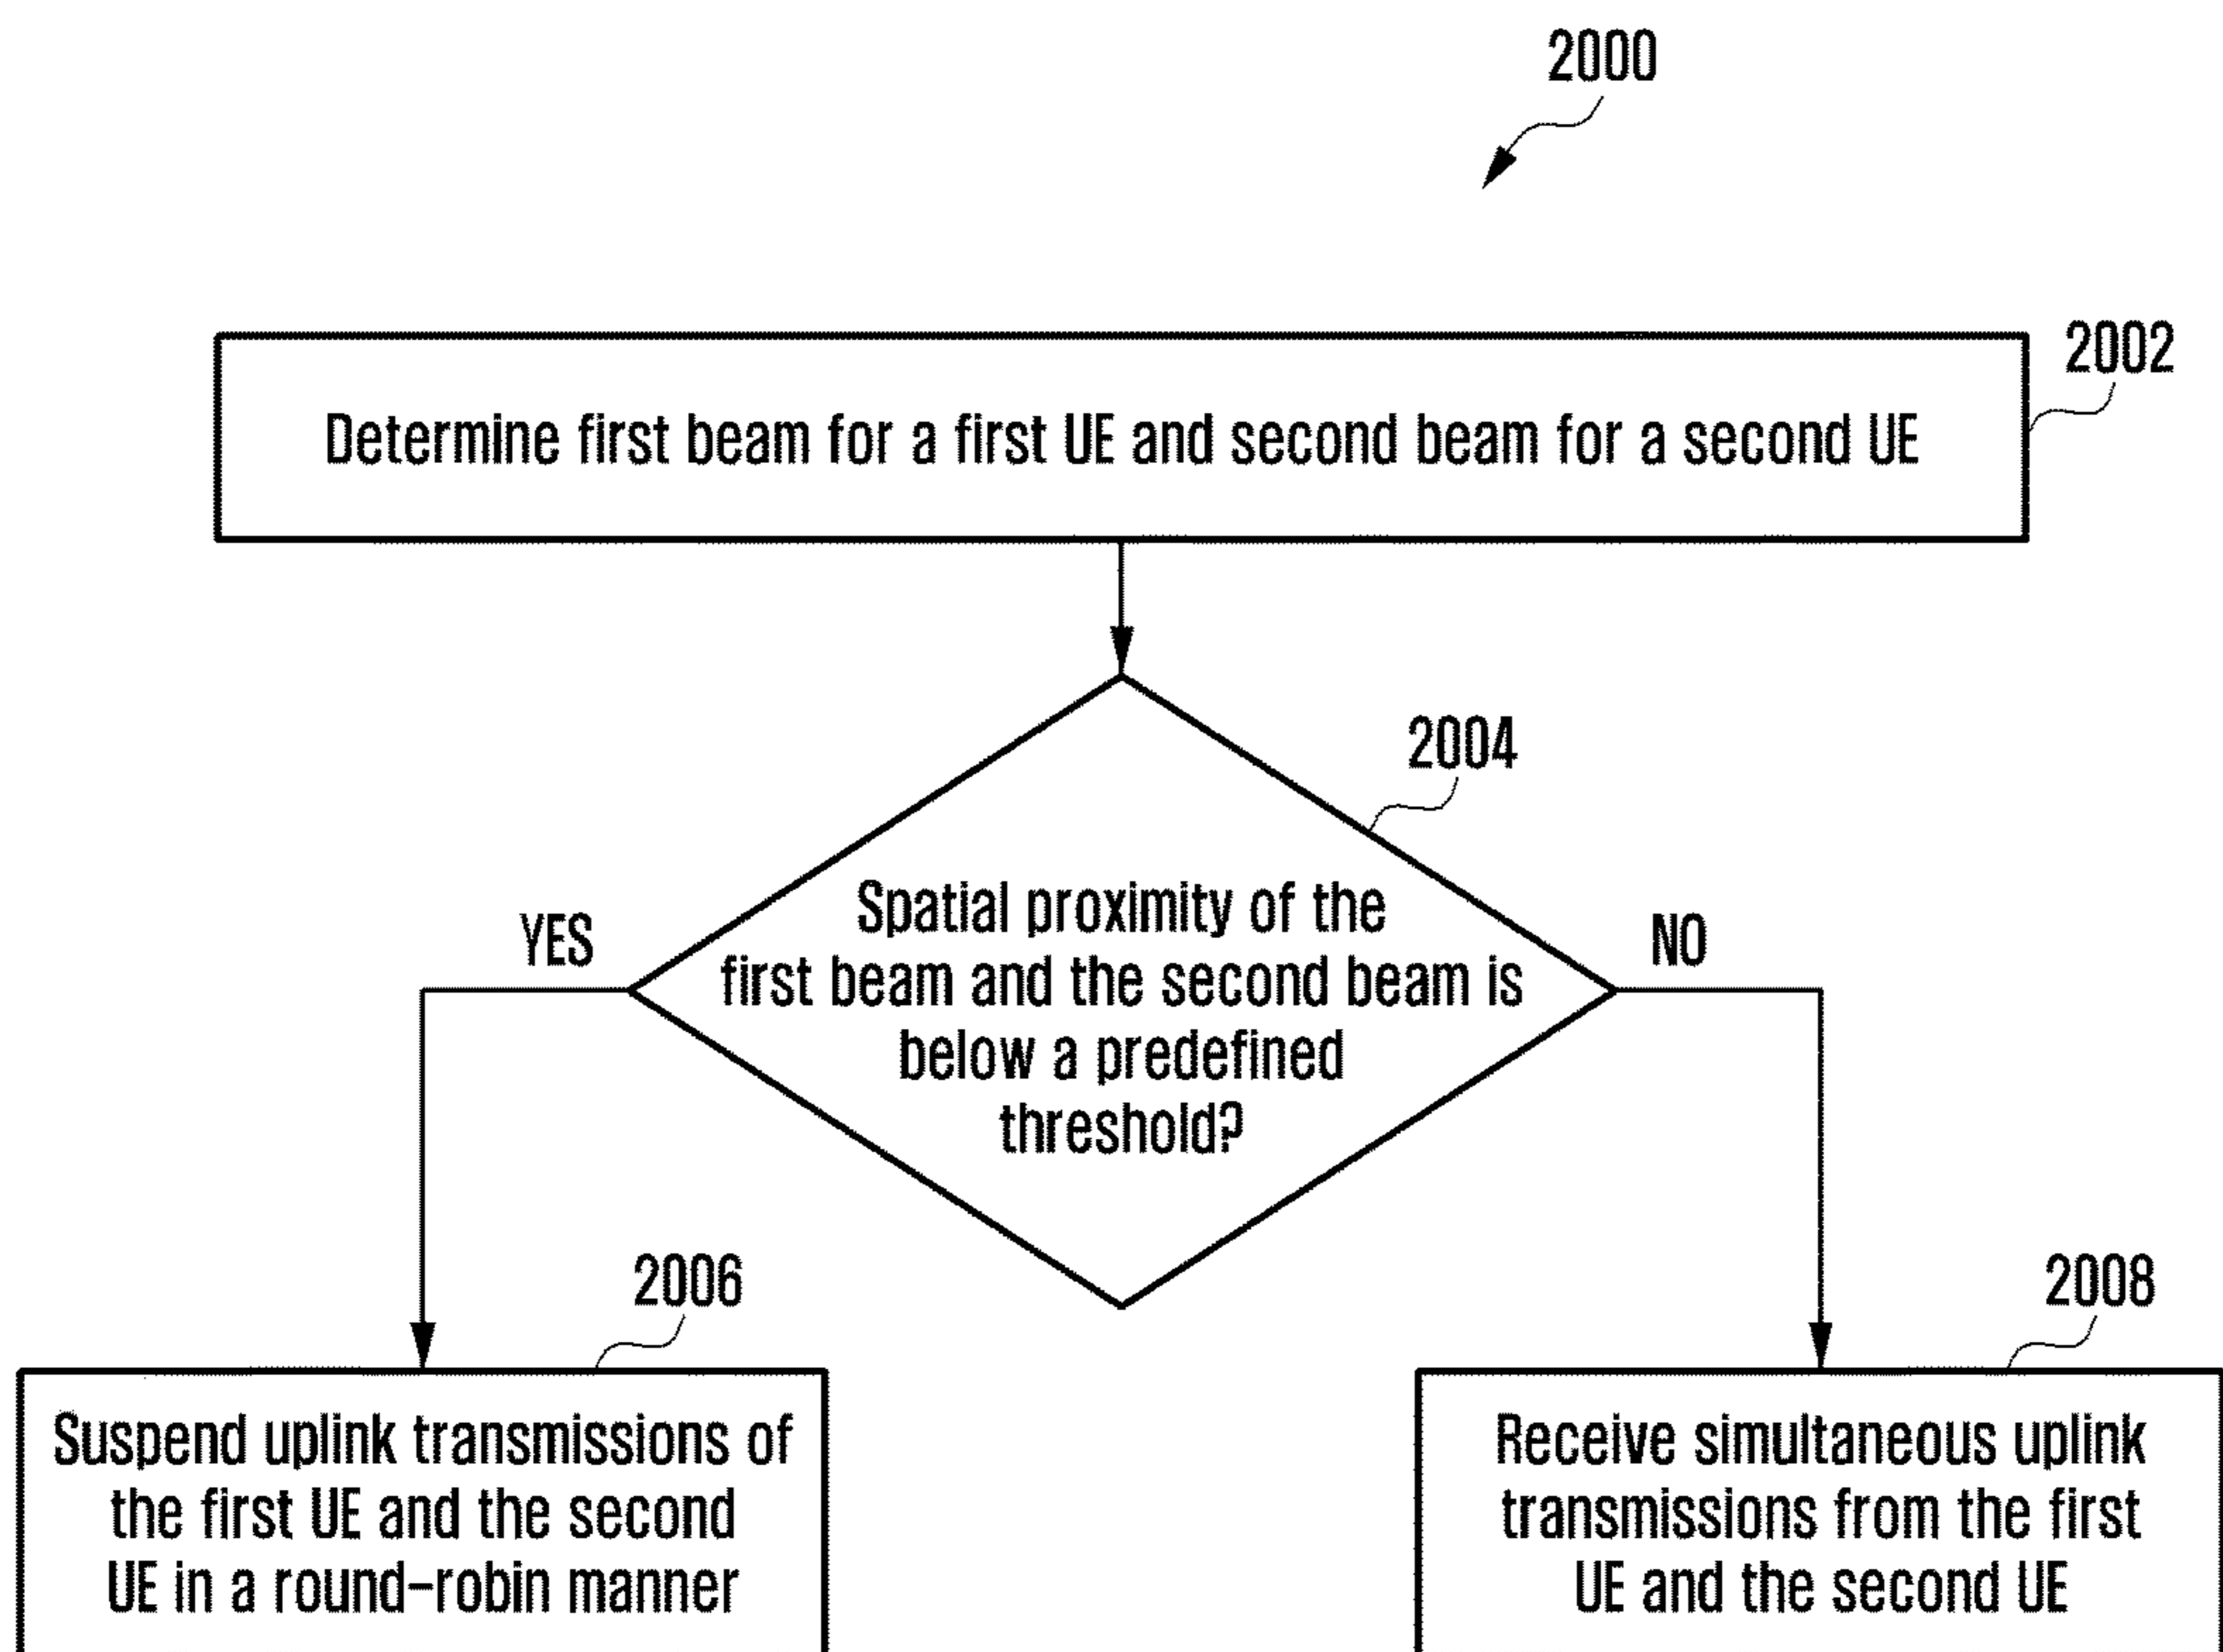 2000
2002
Determine first beam for a first UE and second beam for a second UE
2004
Spatial proximity of the
first beam and the second beam is
below a predefined
threshold?
YES
NO
2006
2008
Suspend uplink transmissions of
the first UE and the second
UE in a round-robin manner
Receive simultaneous uplink
transmissions from the first
UE and the second UE